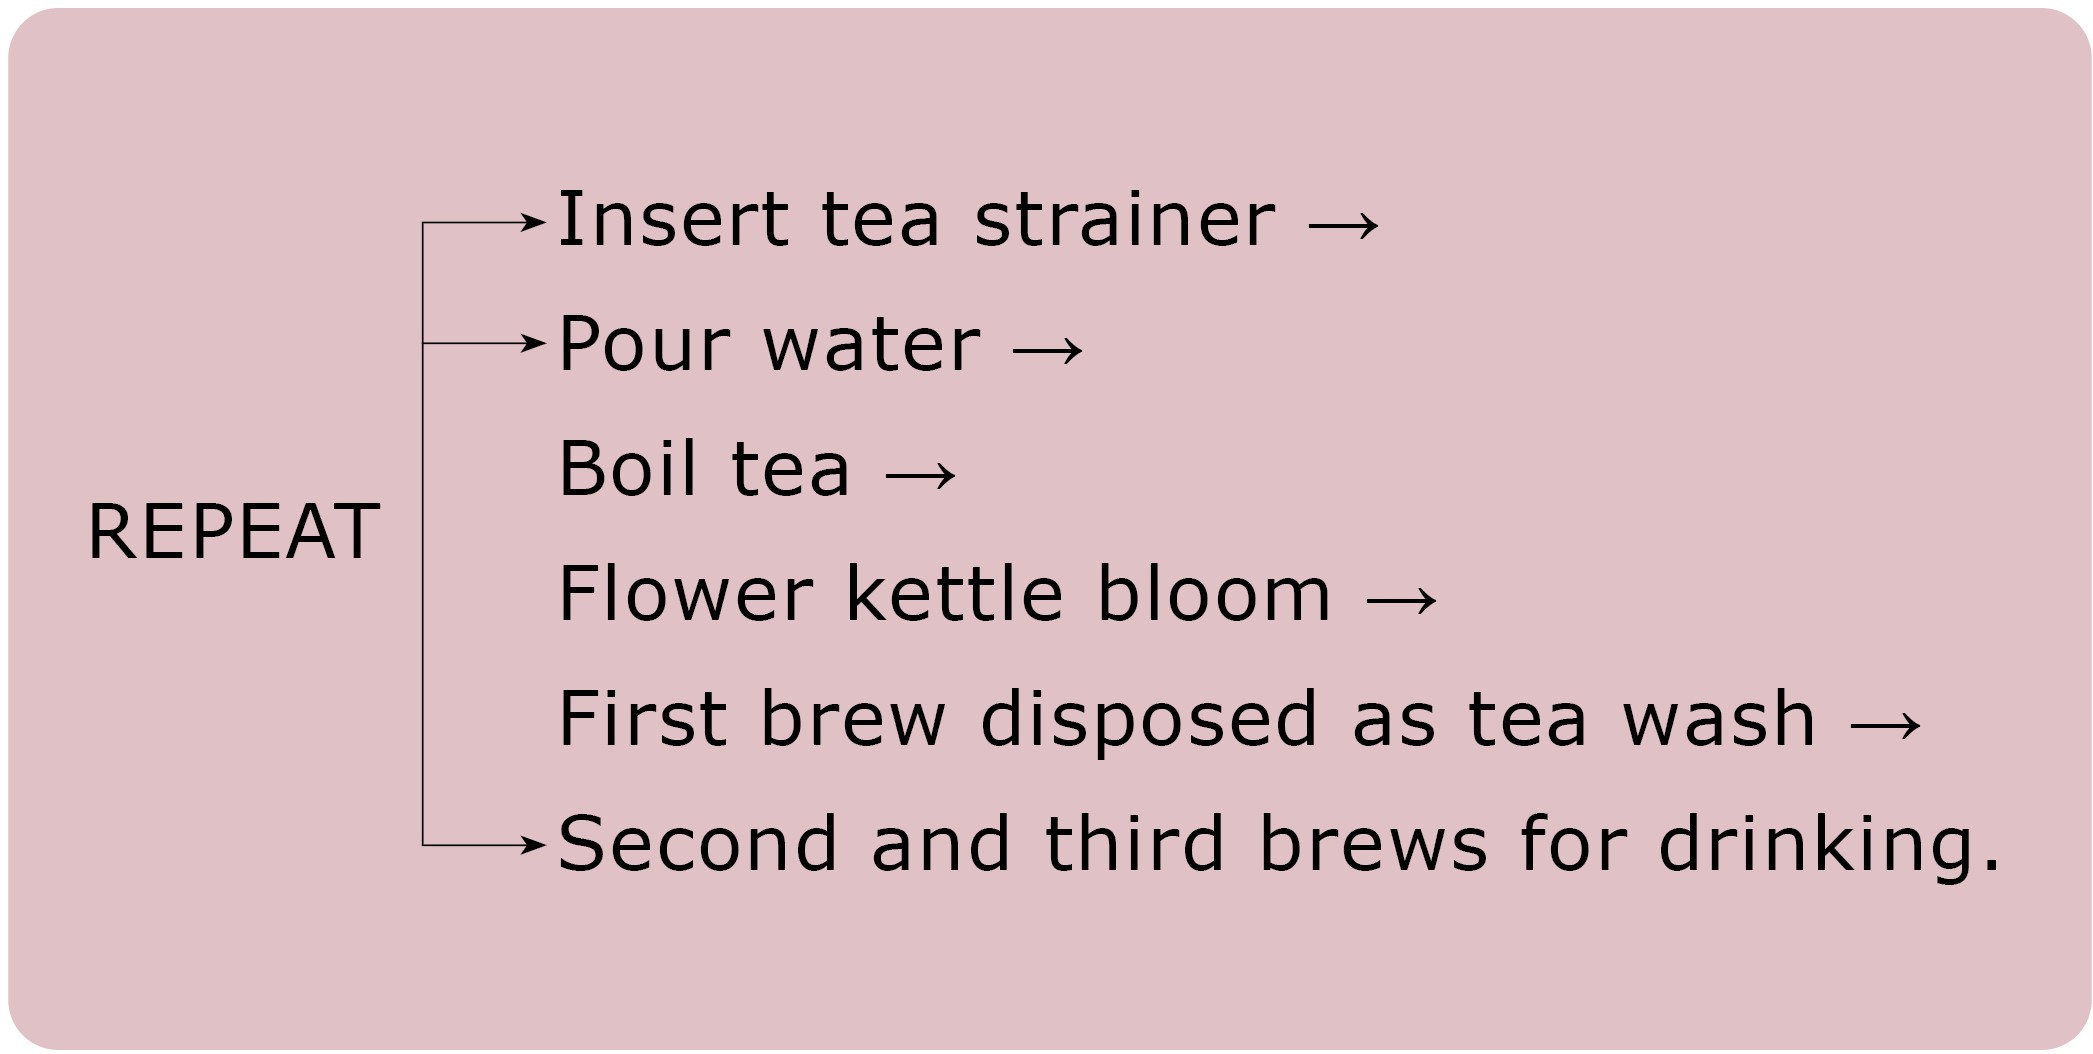 Insert tea strainer →
Pour water →
Boil tea →
REPEAT
Flower kettle bloom →
First brew disposed as tea wash →
Second and third brews for drinking.